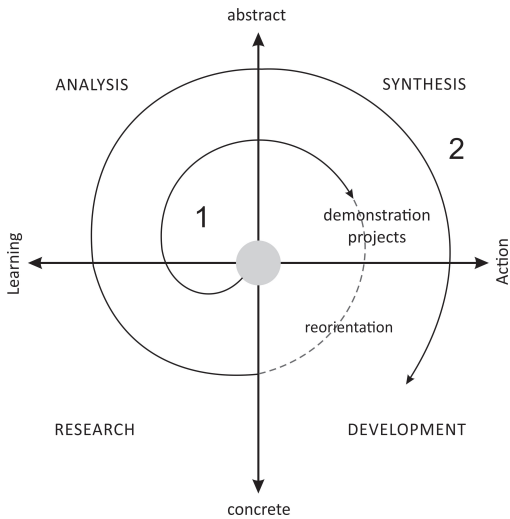 abstract
ANALYSIS
SYNTHESIS
2
1
demonstration
projects
Learning
Action
reorientation
RESEARCH
DEVELOPMENT
concrete